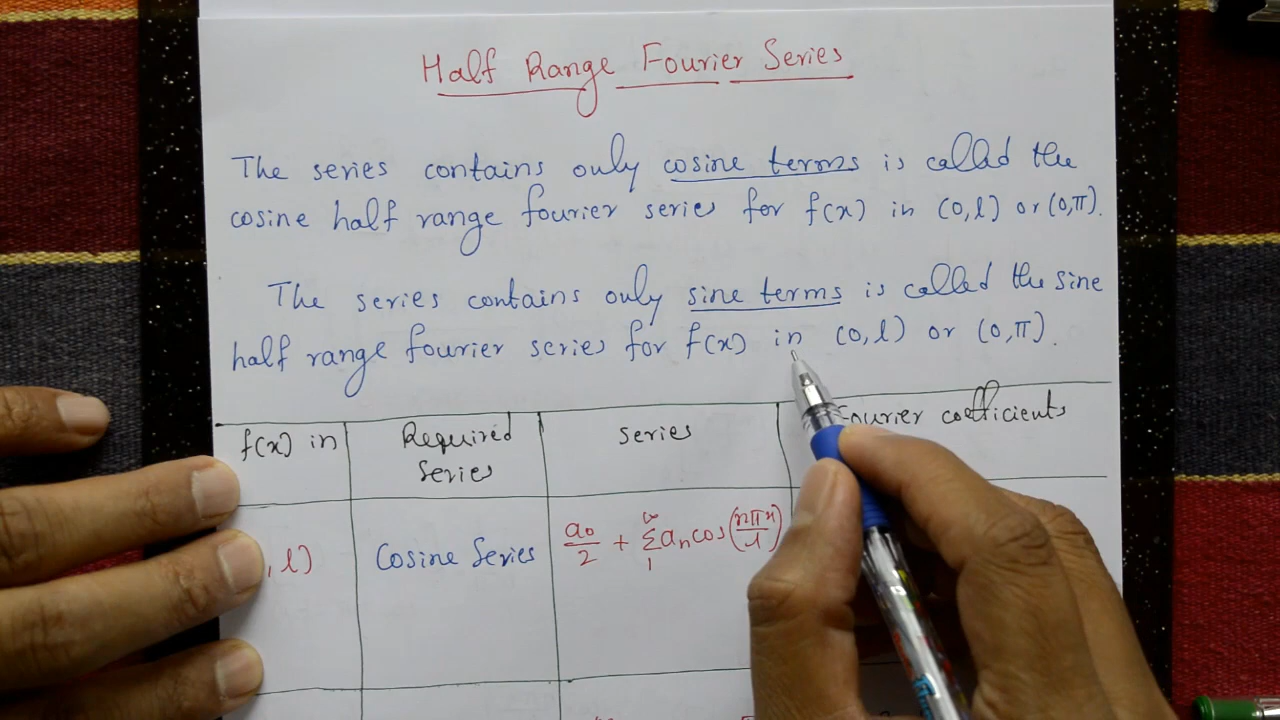 Half Range Fourier Series
The series contains only cosine terms is called the
cosine half range fourier series for f(x) in (0,l) or (0,π).
The series contains only sine terms is called the sine
half range fourier series for f(x) in (0,l) or (0,π).
f(x) in
Required
Series
series
Fourier coefficients
, l)
Cosine Series
a₀/2 + ∞Σ1 aₙ cos(nπx/l)